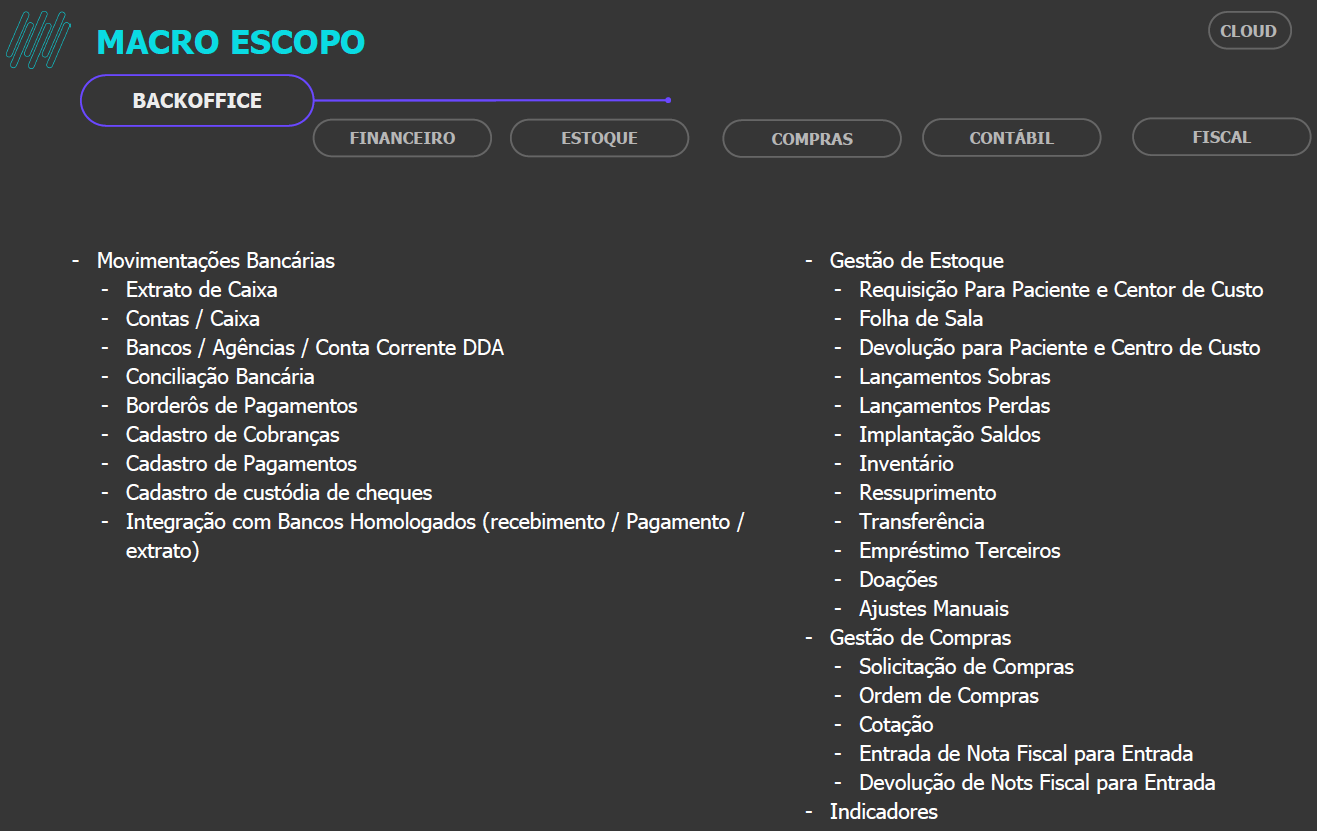 MACRO ESCOPO
CLOUD
BACKOFFICE
FINANCEIRO
ESTOQUE
COMPRAS
CONTÁBIL
FISCAL
- Movimentações Bancárias
- Extrato de Caixa
- Contas / Caixa
- Bancos / Agências / Conta Corrente DDA
- Conciliação Bancária
- Borderôs de Pagamentos
- Cadastro de Cobranças
- Cadastro de Pagamentos
- Cadastro de custódia de cheques
- Integração com Bancos Homologados (recebimento / Pagamento /
extrato)
- Gestão de Estoque
- Requisição Para Paciente e Centor de Custo
- Folha de Sala
- Devolução para Paciente e Centro de Custo
- Lançamentos Sobras
- Lançamentos Perdas
- Implantação Saldos
- Inventário
- Ressuprimento
- Transferência
- Empréstimo Terceiros
- Doações
- Ajustes Manuais
- Gestão de Compras
- Solicitação de Compras
- Ordem de Compras
- Cotação
- Entrada de Nota Fiscal para Entrada
- Devolução de Nots Fiscal para Entrada
- Indicadores